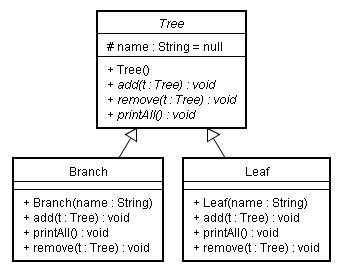 Tree
# name : String = null
+ Tree()
+ add(t : Tree) : void
+ remove(t : Tree) : void
+ printAll() : void
Branch
+ Branch(name : String)
+ add(t : Tree) : void
+ printAll() : void
+ remove(t : Tree) : void
Leaf
+ Leaf(name : String)
+ add(t : Tree) : void
+ printAll() : void
+ remove(t : Tree) : void